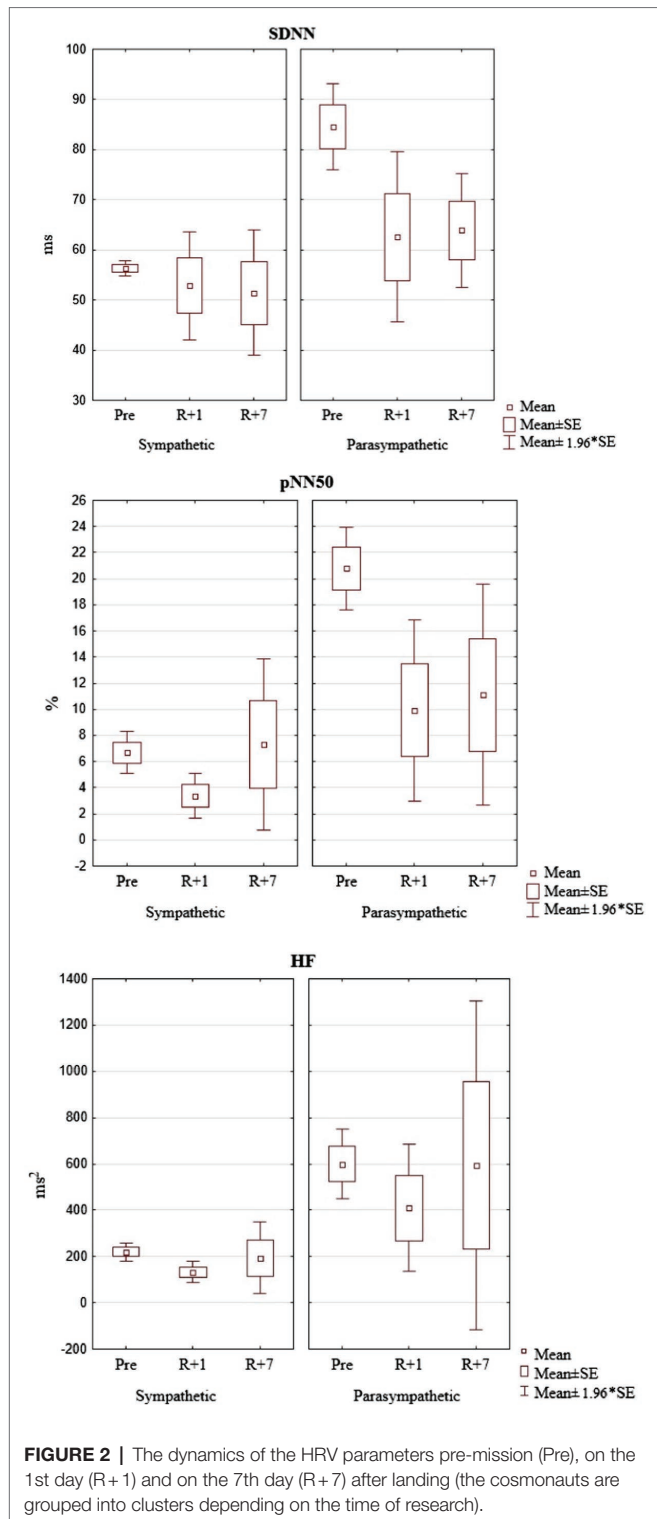 SDNN
100
90
80
70
60
50
40
30
ms
Pre R+1 R+7 Pre R+1 R+7
Sympathetic Parasympathetic
Mean
Mean±SE
Mean±1.96*SE
pNN50
26
24
22
20
18
16
14
12
10
8
6
4
2
0
-2
%
Pre R+1 R+7 Pre R+1 R+7
Sympathetic Parasympathetic
Mean
Mean±SE
Mean±1.96*SE
HF
1400
1200
1000
800
600
400
200
0
-200
ms²
Pre R+1 R+7 Pre R+1 R+7
Sympathetic Parasympathetic
Mean
Mean±SE
Mean±1.96*SE
FIGURE 2 | The dynamics of the HRV parameters pre-mission (Pre), on the
1st day (R+1) and on the 7th day (R+7) after landing (the cosmonauts are
grouped into clusters depending on the time of research).